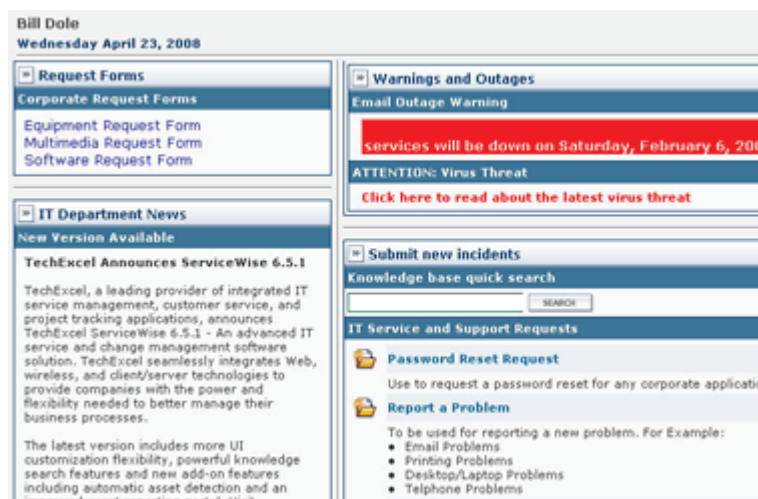 Bill Dole
Wednesday April 23, 2008
Request Forms
Corporate Request Forms
Equipment Request Form
Multimedia Request Form
Software Request Form
IT Department News
New Version Available
TechExcel Announces ServiceWise 6.5.1
TechExcel, a leading provider of integrated IT
service management, customer service, and
project tracking applications, announces
TechExcel ServiceWise 6.5.1 - An advanced IT
service and change management software
solution. TechExcel seamlessly integrates Web,
wireless, and client/server technologies to
provide companies with the power and
flexibility needed to better manage their
business processes.
The latest version includes more UI
customization flexibility, powerful knowledge
search features and new add-on features
including automatic asset detection and an
Warnings and Outages
Email Outage Warning
services will be down on Saturday, February 6, 200
ATTENTION: Virus Threat
Click here to read about the latest virus threat
Submit new incidents
Knowledge base quick search
SEARCH
IT Service and Support Requests
Password Reset Request
Use to request a password reset for any corporate applicati
Report a Problem
To be used for reporting a new problem. For Example:
• Email Problems
• Printing Problems
• Desktop/Laptop Problems
• Telphone Problems